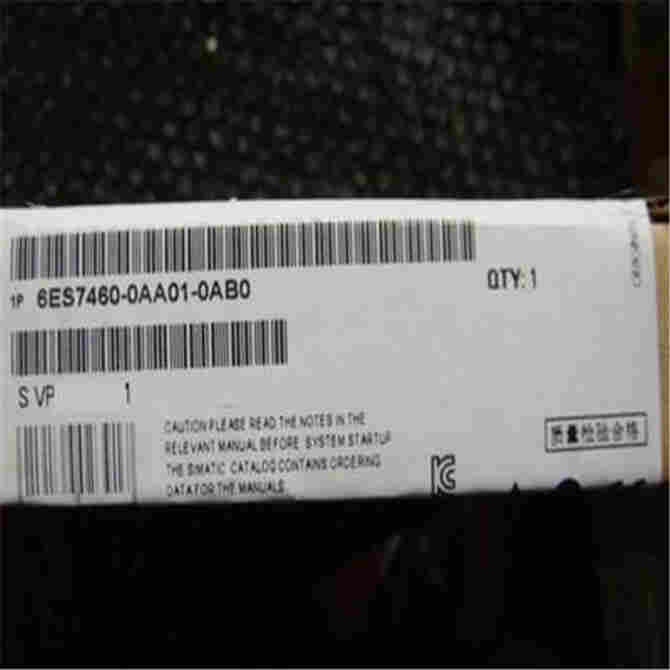 1P 6ES7460-0AA01-0AB0
QTY: 1
S VP 1
CAUTION PLEASE READ THE NOTES IN THE
RELEVANT MANUAL BEFORE SYSTEM STARTUP
THE SIMATIC CATALOG CONTAINS ORDERING
DATA FOR THE MANUALS.
质量检验合格